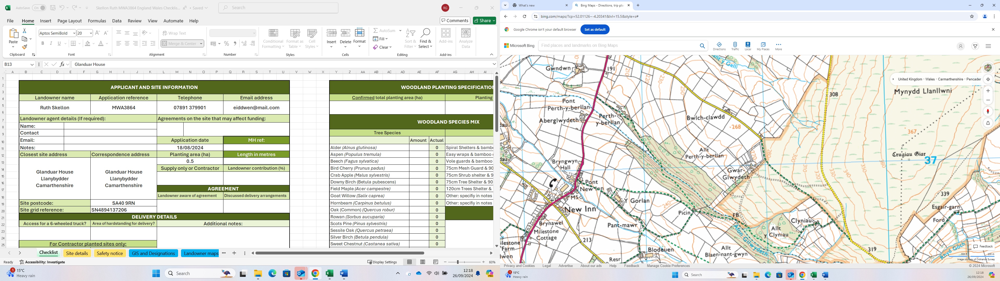 AutoSave On
Skellon Ruth MWA3864 England Wales Checklis... • Saved
Search
RG
File Home Insert Page Layout Formulas Data Review View Automate Help
Comments Share
Paste
Aptos SemiBold 20
Wrap Text
Merge & Center
Conditional Formatting
Format as Table
Cell Styles
Insert Delete Format
AutoSum
Fill
Clear
Sort & Filter
Find & Select
Add-ins
Analyze Data
Clipboard Font Alignment Number Styles Cells Editing Add-ins
B13 fx Glanduar House
A B C D E F G H I J K L M N O P Q R S T U V W X Y Z AA AB AC AD AE AF AG AH AI
APPLICANT AND SITE INFORMATION
Landowner name Application reference Telephone Email address
Ruth Skellon MWA3864 07891 379901 eiddwen@mail.com
Landowner agent details (If required): Agreements on the site that may affect funding:
Name:
Contact
Email: Application date MH ref:
Notes: 18/08/2024
Closest site address Correspondence address Planting area (ha) Length in metres
0.5
Supply only or Contractor Landowner contribution (%)
Glanduar House Glanduar House
Llanybydder Llanybydder
Camarthenshire Camarthenshire
AGREEMENT
Landowner aware of agreement Discussed delivery arrangements
Site postcode: SA40 9RN
Site grid reference: SN4894137206
DELIVERY DETAILS
Access for a 6-wheeled truck? Area of hardstanding for delivery? Additional notes:
For Contractor planted sites only:
WOODLAND PLANTING SPECIFICATION
Confirmed total planting area (ha) Planting
WOODLAND SPECIES MIX
Tree Species
Amount Actual
Alder (Alnus glutinosa) 0 Spiral Shelters & bambo
Aspen (Populus tremula) 0 Easy wraps & bamboo
Beech (Fagus sylvatica) 0 Vole guards & bamboo
Bird Cherry (Prunus padus) 0 75cm Mesh Guard & 90
Crab Apple (Malus sylvestris) 0 75cm Shrub shelter & 9
Downy Birch (Betula pubescens) 0 75cm Tree Shelter & 90
Field Maple (Acer campestre) 0 120cm Trees Shelter &
Goat Willow (Salix caprea) 0 Other: specifiy in notes
Hornbeam (Carpinus betulus) 0 Other: specifiy in notes
Oak (Common) (Quercus robur) 0
Rowan (Sorbus aucuparia) 0
Scots Pine (Pinus sylvestris) 0
Sessile Oak (Quercus petraea) 0
Silver Birch (Betula pendula) 0
Sweet Chestnut (Castanea sativa) 0
Checklist Site details Safety notice GIS and Designations Landowner maps
Ready Accessibility: Investigate Display Settings 60%
15°C
Heavy rain
Search
12:18
26/09/2024
What's new
Bing Maps - Directions, trip pla
bing.com/maps/?cp=52.01126~-4.20341&lvl=15.5&style=s#
Google Chrome isn't your default browser Set as default
Microsoft Bing
Find places and landmarks on Bing Maps
Directions Traffic Local My Places More
United Kingdom · Wales · Carmarthenshire · Pencader
Gwndwn
191
210
220
230
250
308
Mynydd Llanllwni
Pont
Perth-y-berllan
Aberglwydeth
Perth-
y-berllan
Bwlch-clawdd
268
367
Allt
Perth-y-berllan
Crugiau Giar
37
270
280
300
310
320
330
340
350
360
Bryngwyn
Hall
Gwar-
Glwydeth
Pont
New Inn
MS
Y Gorlan
240
New Inn
Picin
FB
339
Esgair-garn
Ford
Brynawel
Milestone
Cottage
Pant-mawr
Clyniau
Allt
y Clyniau
Afon Gilwydeth
213
319
Blodeuen
Resr
Allt
Blaen-nant-gwyn
Rhyd Goch
Feedback
500 ft 200 m
Image courtesy of Ordnance Survey
Privacy and Cookies Legal Advertise About our ads Help Feedback Manage Cookie Preferences © 2024 Microsoft
15°C
Heavy rain
Search
12:18
26/09/2024